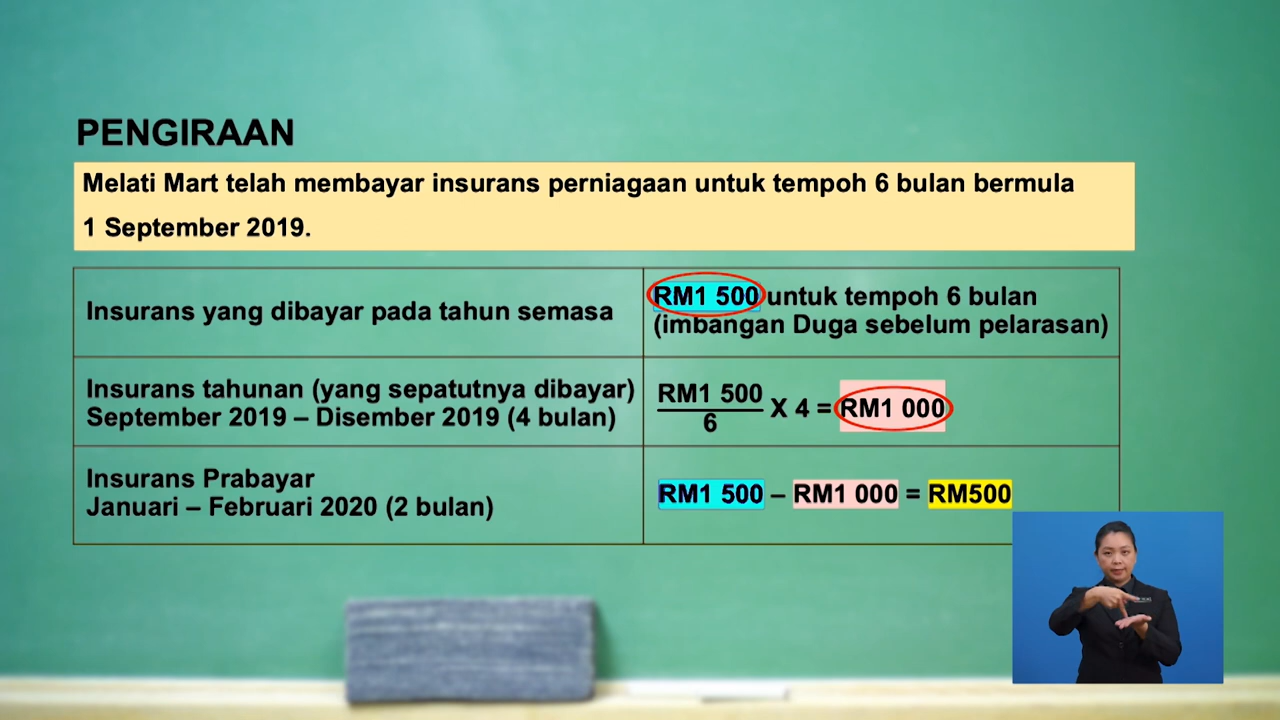 PENGIRAAN
Melati Mart telah membayar insurans perniagaan untuk tempoh 6 bulan bermula
1 September 2019.
Insurans yang dibayar pada tahun semasa
RM1 500 untuk tempoh 6 bulan
(imbangan Duga sebelum pelarasan)
Insurans tahunan (yang sepatutnya dibayar)
September 2019 – Disember 2019 (4 bulan)
RM1 500
6
X 4 = RM1 000
Insurans Prabayar
Januari – Februari 2020 (2 bulan)
RM1 500 – RM1 000 = RM500